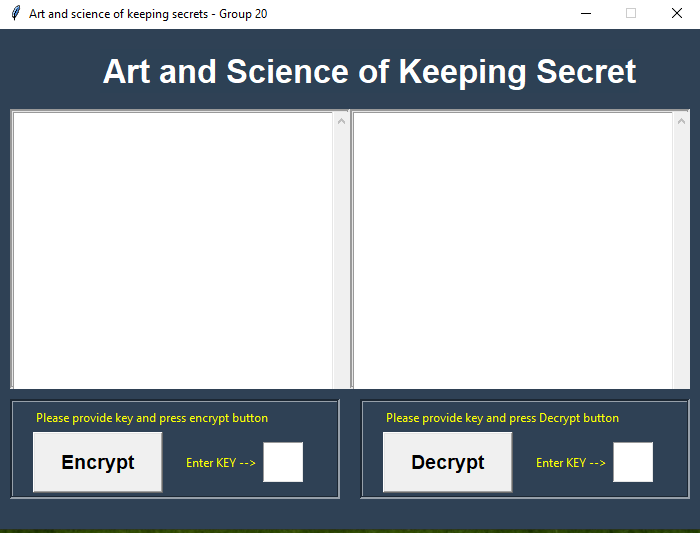 Art and science of keeping secrets - Group 20
Art and Science of Keeping Secret
Please provide key and press encrypt button
Encrypt
Enter KEY -->
Please provide key and press Decrypt button
Decrypt
Enter KEY -->